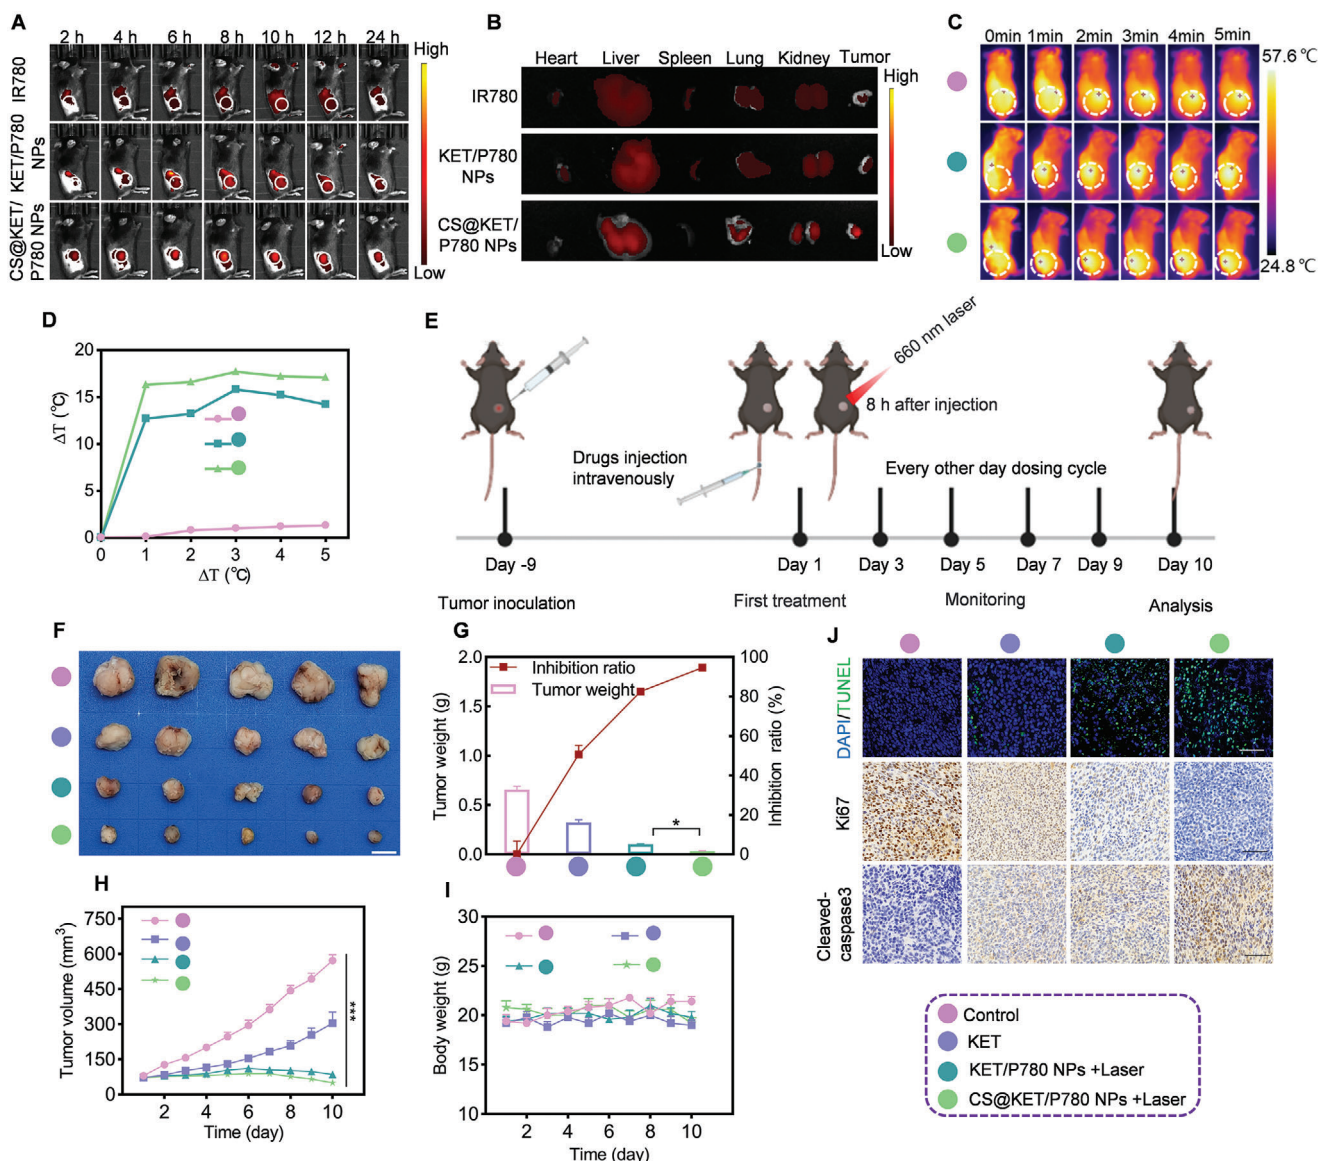 A
2 h 4 h 6 h 8 h 10 h 12 h 24 h
IR780
KET/P780
NPs
CS@KET/
P780 NPs
High
Low
B
Heart Liver Spleen Lung Kidney Tumor
IR780
KET/P780
NPs
CS@KET/
P780 NPs
High
Low
C
0min 1min 2min 3min 4min 5min
57.6 ℃
24.8 ℃
D
20
15
10
5
0
ΔT (℃)
0 1 2 3 4 5
ΔT (℃)
E
660 nm laser
8 h after injection
Drugs injection
intravenously
Every other day dosing cycle
Day -9 Day 1 Day 3 Day 5 Day 7 Day 9 Day 10
Tumor inoculation First treatment Monitoring Analysis
F
G
2.0
1.5
1.0
0.5
0.0
Tumor weight (g)
Inhibition ratio
Tumor weight
*
100
80
60
40
20
0
Inhibition ratio (%)
H
750
600
450
300
150
0
Tumor volume (mm³)
***
2 4 6 8 10
Time (day)
I
30
25
20
15
10
Body weight (g)
2 4 6 8 10
Time (day)
J
DAPI/TUNEL
Ki67
Cleaved-
caspase3
Control
KET
KET/P780 NPs +Laser
CS@KET/P780 NPs +Laser